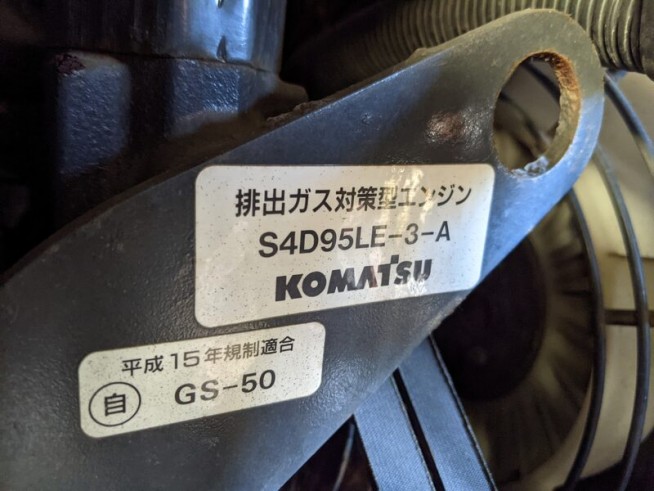 排出ガス対策型エンジン
S4D95LE-3-A
KOMATSU
平成15年規制適合
自 GS-50